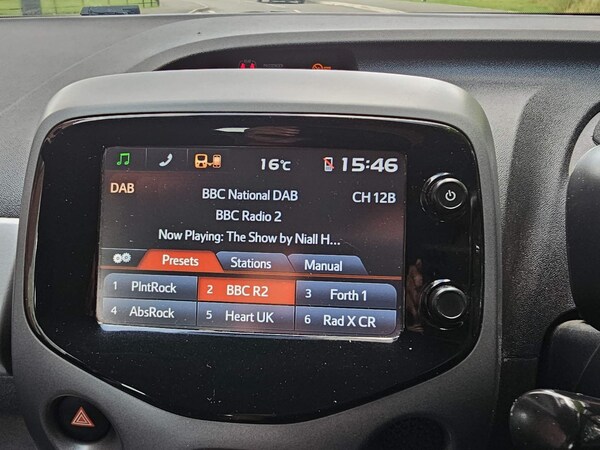 16°C 15:46
DAB BBC National DAB CH 12B
BBC Radio 2
Now Playing: The Show by Niall H...
Presets Stations Manual
1 PlntRock 2 BBC R2 3 Forth 1
4 AbsRock 5 Heart UK 6 Rad X CR